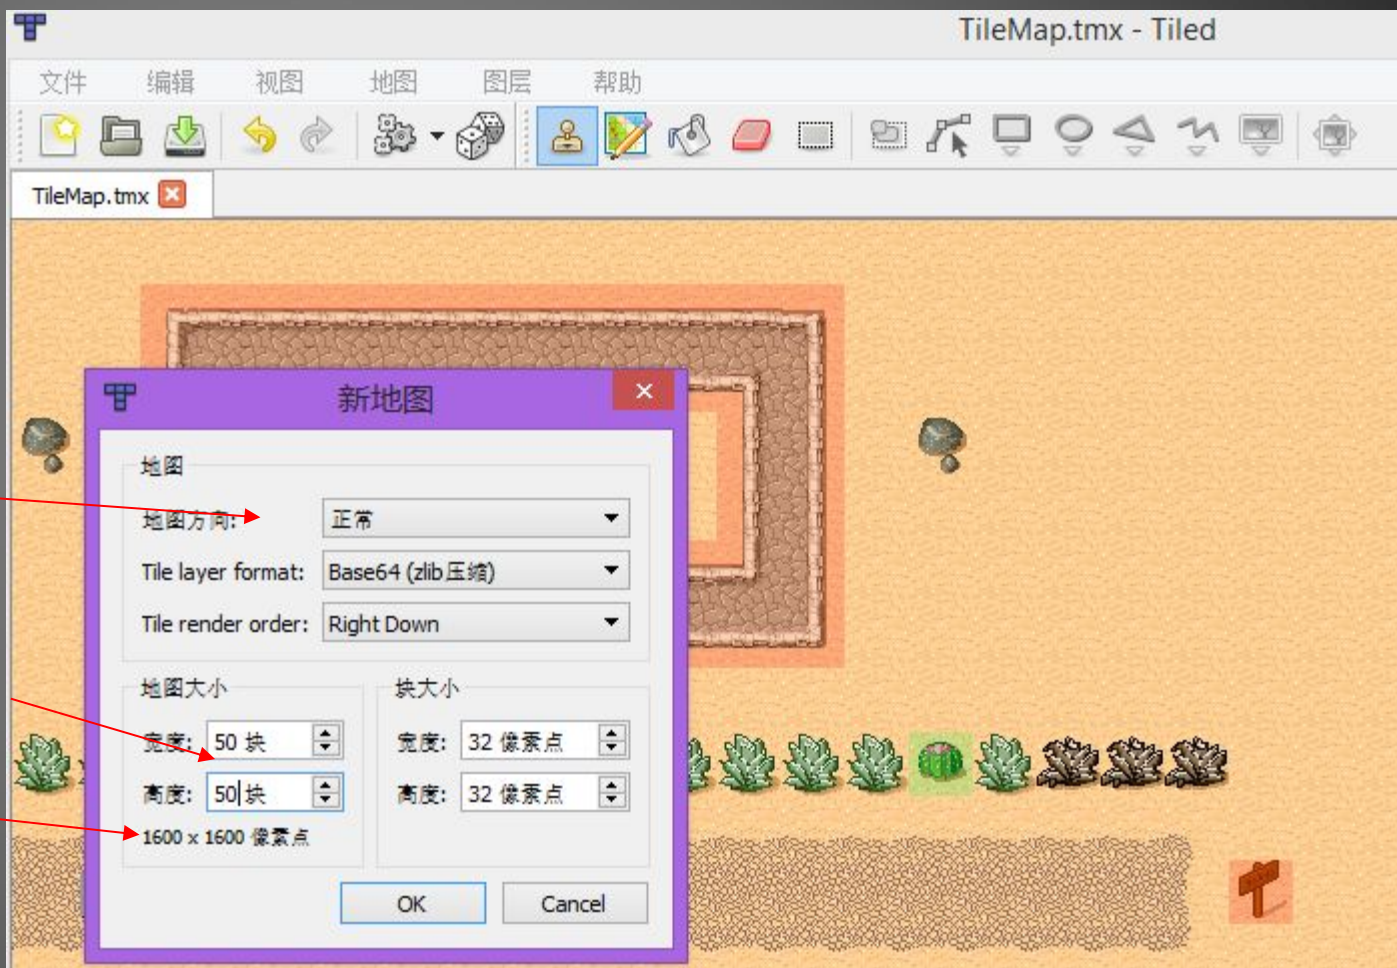 TileMap.tmx - Tiled
文件 编辑 视图 地图 图层 帮助
TileMap.tmx
新地图
地图
地图方向: 正常
Tile layer format: Base64 (zlib压缩)
Tile render order: Right Down
地图大小 块大小
宽度: 50 块 宽度: 32 像素点
高度: 50 块 高度: 32 像素点
1600 x 1600 像素点
OK Cancel